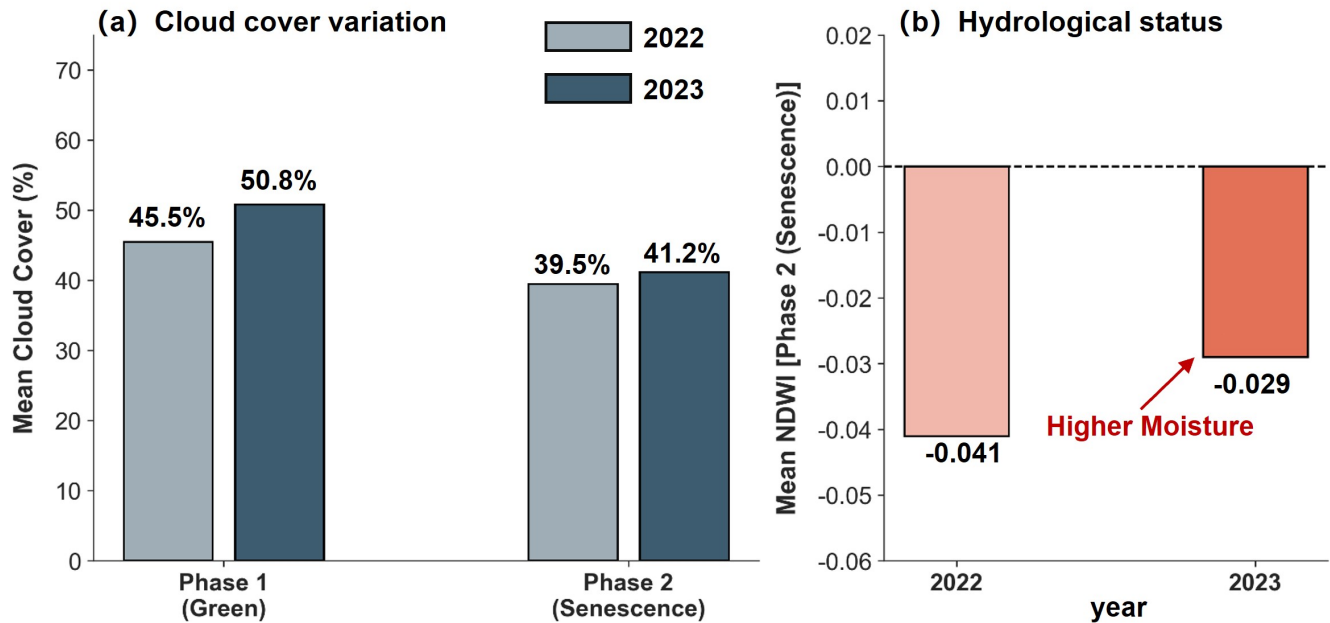 (a) Cloud cover variation
2022
2023
Mean Cloud Cover (%)
70
60
50
40
30
20
10
0
45.5%
50.8%
39.5%
41.2%
Phase 1
(Green)
Phase 2
(Senescence)
(b) Hydrological status
Mean NDWI [Phase 2 (Senescence)]
0.02
0.01
0.00
-0.01
-0.02
-0.03
-0.04
-0.05
-0.06
-0.041
-0.029
Higher Moisture
2022
2023
year